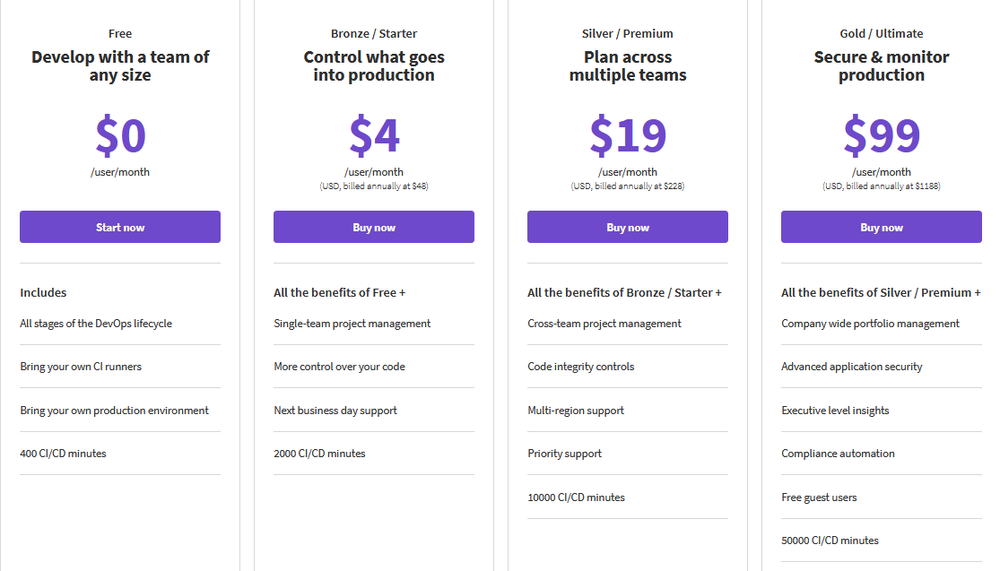 Free
Develop with a team of
any size
$0
/user/month
Start now
Includes
All stages of the DevOps lifecycle
Bring your own CI runners
Bring your own production environment
400 CI/CD minutes
Bronze / Starter
Control what goes
into production
$4
/user/month
(USD, billed annually at $48)
Buy now
All the benefits of Free +
Single-team project management
More control over your code
Next business day support
2000 CI/CD minutes
Silver / Premium
Plan across
multiple teams
$19
/user/month
(USD, billed annually at $228)
Buy now
All the benefits of Bronze / Starter +
Cross-team project management
Code integrity controls
Multi-region support
Priority support
10000 CI/CD minutes
Gold / Ultimate
Secure & monitor
production
$99
/user/month
(USD, billed annually at $1188)
Buy now
All the benefits of Silver / Premium +
Company wide portfolio management
Advanced application security
Executive level insights
Compliance automation
Free guest users
50000 CI/CD minutes